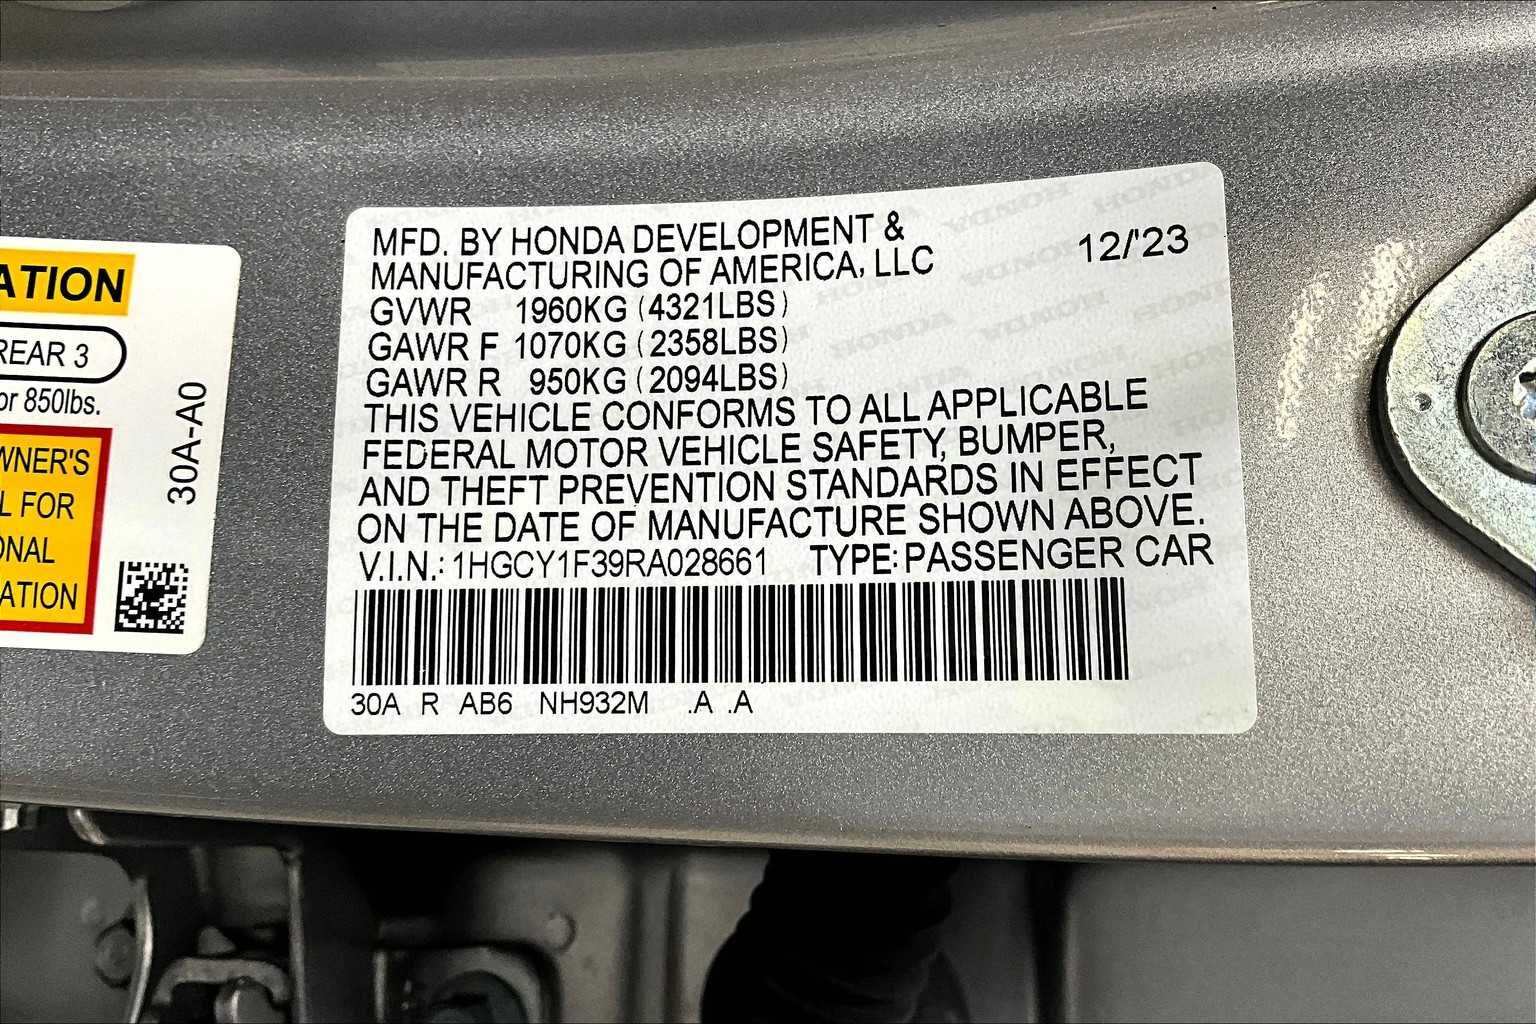 ATION
REAR 3
or 850lbs.
WNER'S
L FOR
ONAL
ATION
30A-A0
MFD. BY HONDA DEVELOPMENT &
MANUFACTURING OF AMERICA, LLC
12/'23
GVWR 1960KG (4321LBS)
GAWR F 1070KG (2358LBS)
GAWR R 950KG (2094LBS)
THIS VEHICLE CONFORMS TO ALL APPLICABLE
FEDERAL MOTOR VEHICLE SAFETY, BUMPER,
AND THEFT PREVENTION STANDARDS IN EFFECT
ON THE DATE OF MANUFACTURE SHOWN ABOVE.
V.I.N.: 1HGCY1F39RA028661 TYPE: PASSENGER CAR
30A R AB6 NH932M .A .A